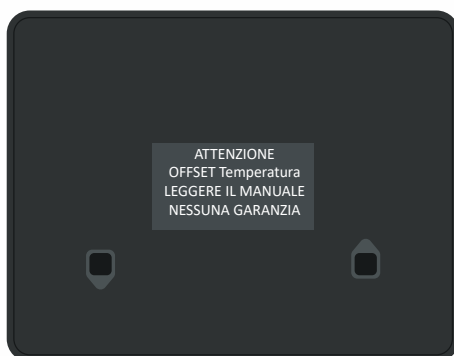 ATTENZIONE
OFFSET Temperatura
LEGGERE IL MANUALE
NESSUNA GARANZIA